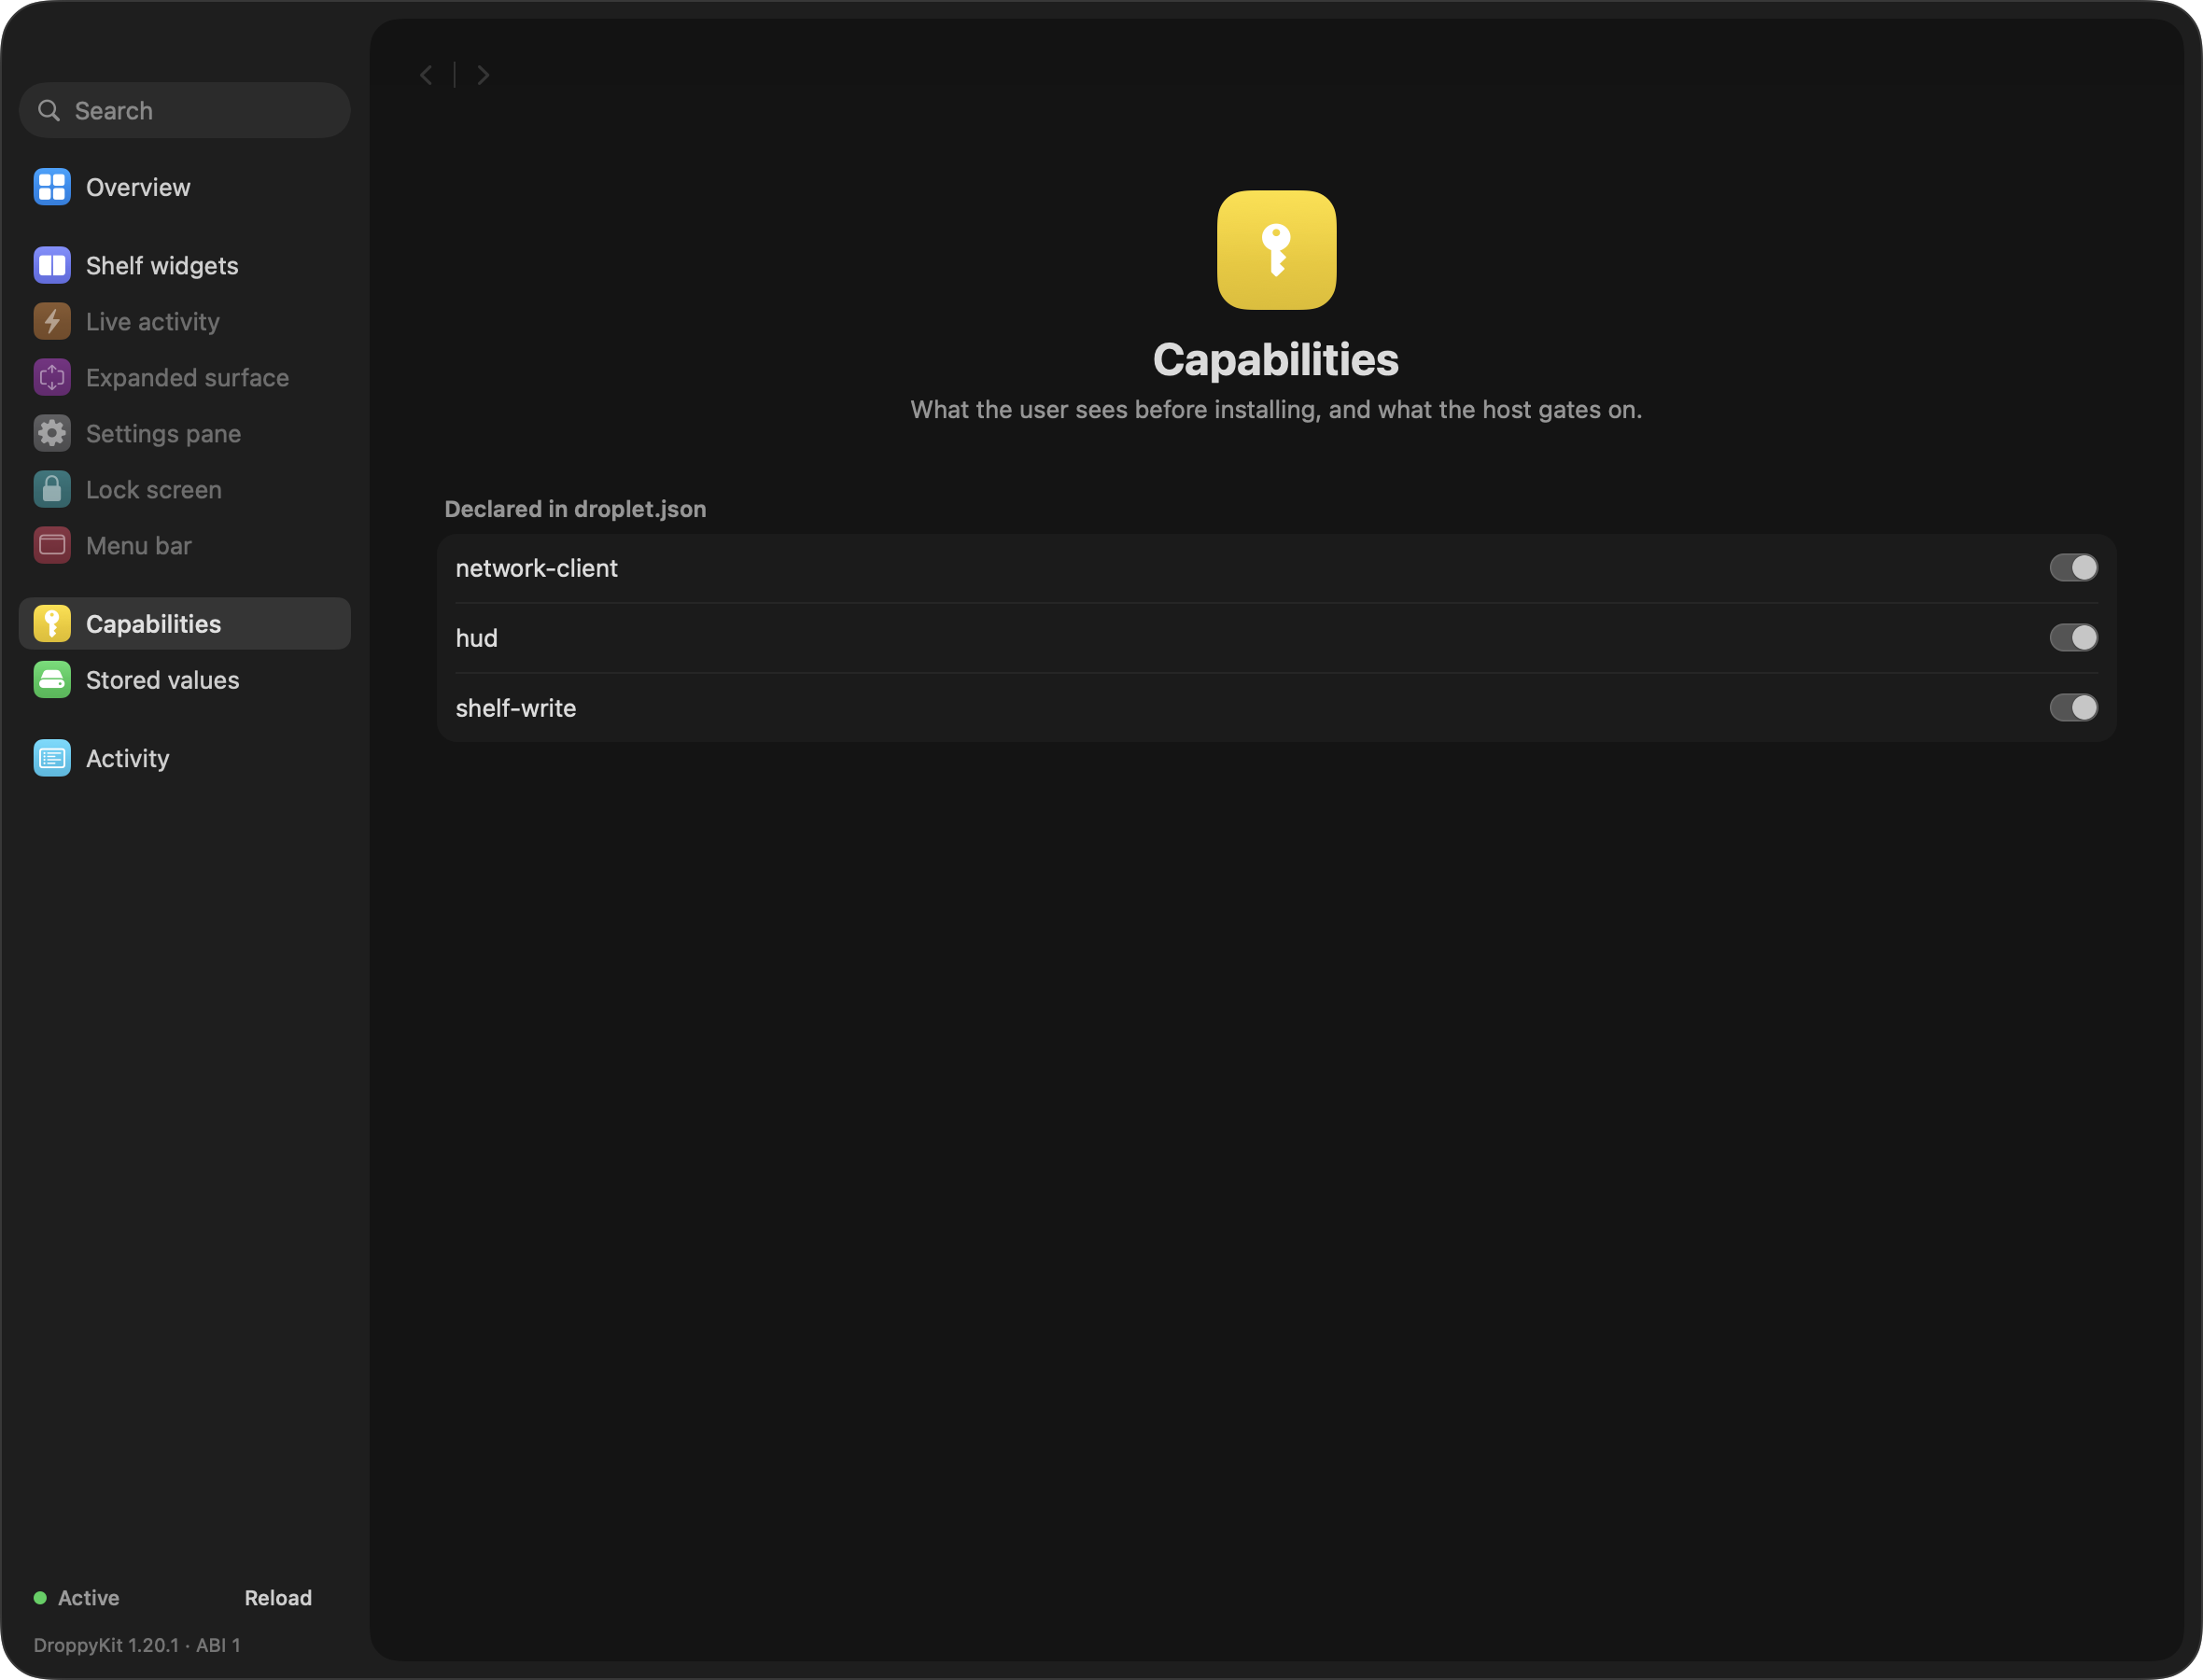 Search
Overview
Shelf widgets
Live activity
Expanded surface
Settings pane
Lock screen
Menu bar
Capabilities
Stored values
Activity
Active
Reload
DroppyKit 1.20.1 · ABI 1
Capabilities
What the user sees before installing, and what the host gates on.
Declared in droplet.json
network-client
hud
shelf-write